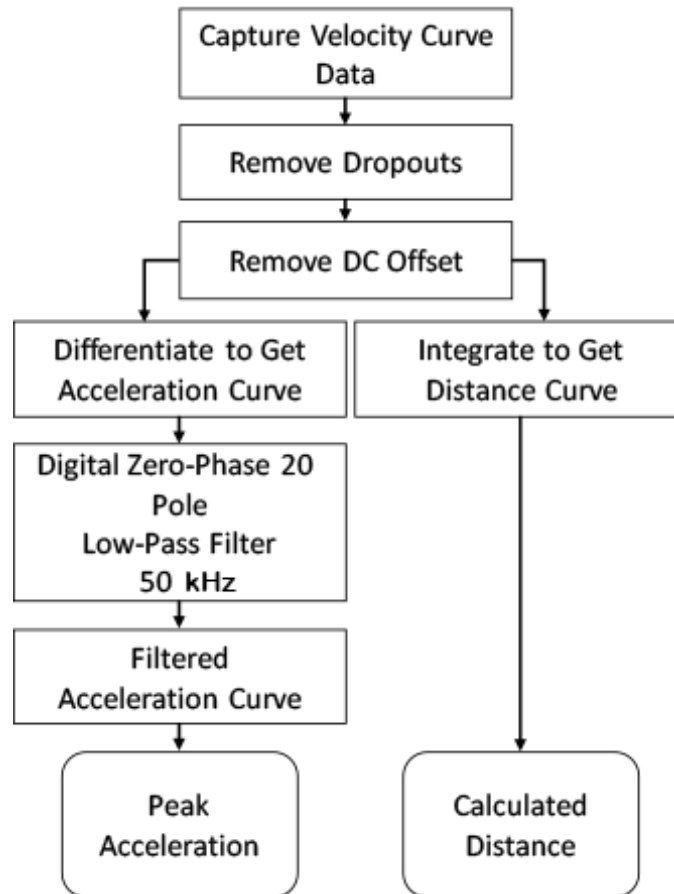 Capture Velocity Curve
Data
Remove Dropouts
Remove DC Offset
Differentiate to Get
Acceleration Curve
Integrate to Get
Distance Curve
Digital Zero-Phase 20
Pole
Low-Pass Filter
50 kHz
Filtered
Acceleration Curve
Peak
Acceleration
Calculated
Distance